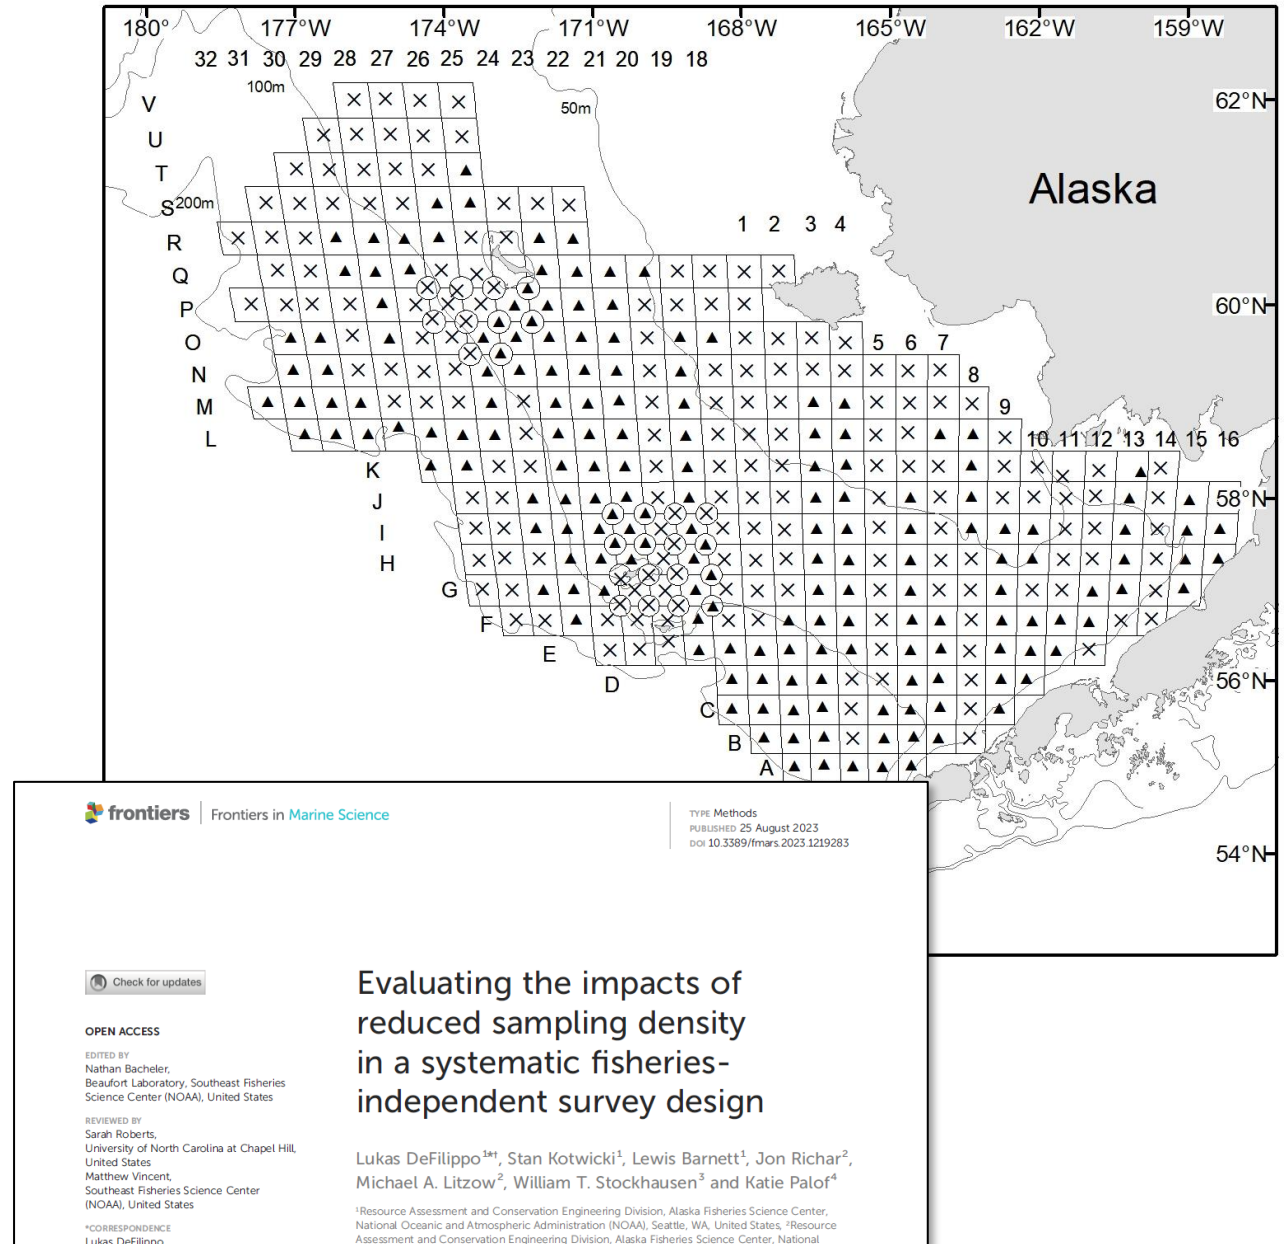 180° 177°W 174°W 171°W 168°W 165°W 162°W 159°W
32 31 30 29 28 27 26 25 24 23 22 21 20 19 18
100m
50m
62°N
V
U
T
Alaska
S 200m
1 2 3 4
R
Q
P
60°N
O
5 6 7
N
8
M
9
L
10 11 12 13 14 15 16
K
J
58°N
I
H
G
F
E
D
56°N
C
B
A
54°N
frontiers | Frontiers in Marine Science
TYPE Methods
PUBLISHED 25 August 2023
DOI 10.3389/fmars.2023.1219283
Check for updates
OPEN ACCESS
EDITED BY
Nathan Bacheler,
Beaufort Laboratory, Southeast Fisheries
Science Center (NOAA), United States
REVIEWED BY
Sarah Roberts,
University of North Carolina at Chapel Hill,
United States
Matthew Vincent,
Southeast Fisheries Science Center
(NOAA), United States
*CORRESPONDENCE
Lukas DeFilippo
Evaluating the impacts of
reduced sampling density
in a systematic fisheries-
independent survey design
Lukas DeFilippo¹*†, Stan Kotwicki¹, Lewis Barnett¹, Jon Richar²,
Michael A. Litzow², William T. Stockhausen³ and Katie Palof⁴
¹Resource Assessment and Conservation Engineering Division, Alaska Fisheries Science Center,
National Oceanic and Atmospheric Administration (NOAA), Seattle, WA, United States, ²Resource
Assessment and Conservation Engineering Division, Alaska Fisheries Science Center, National